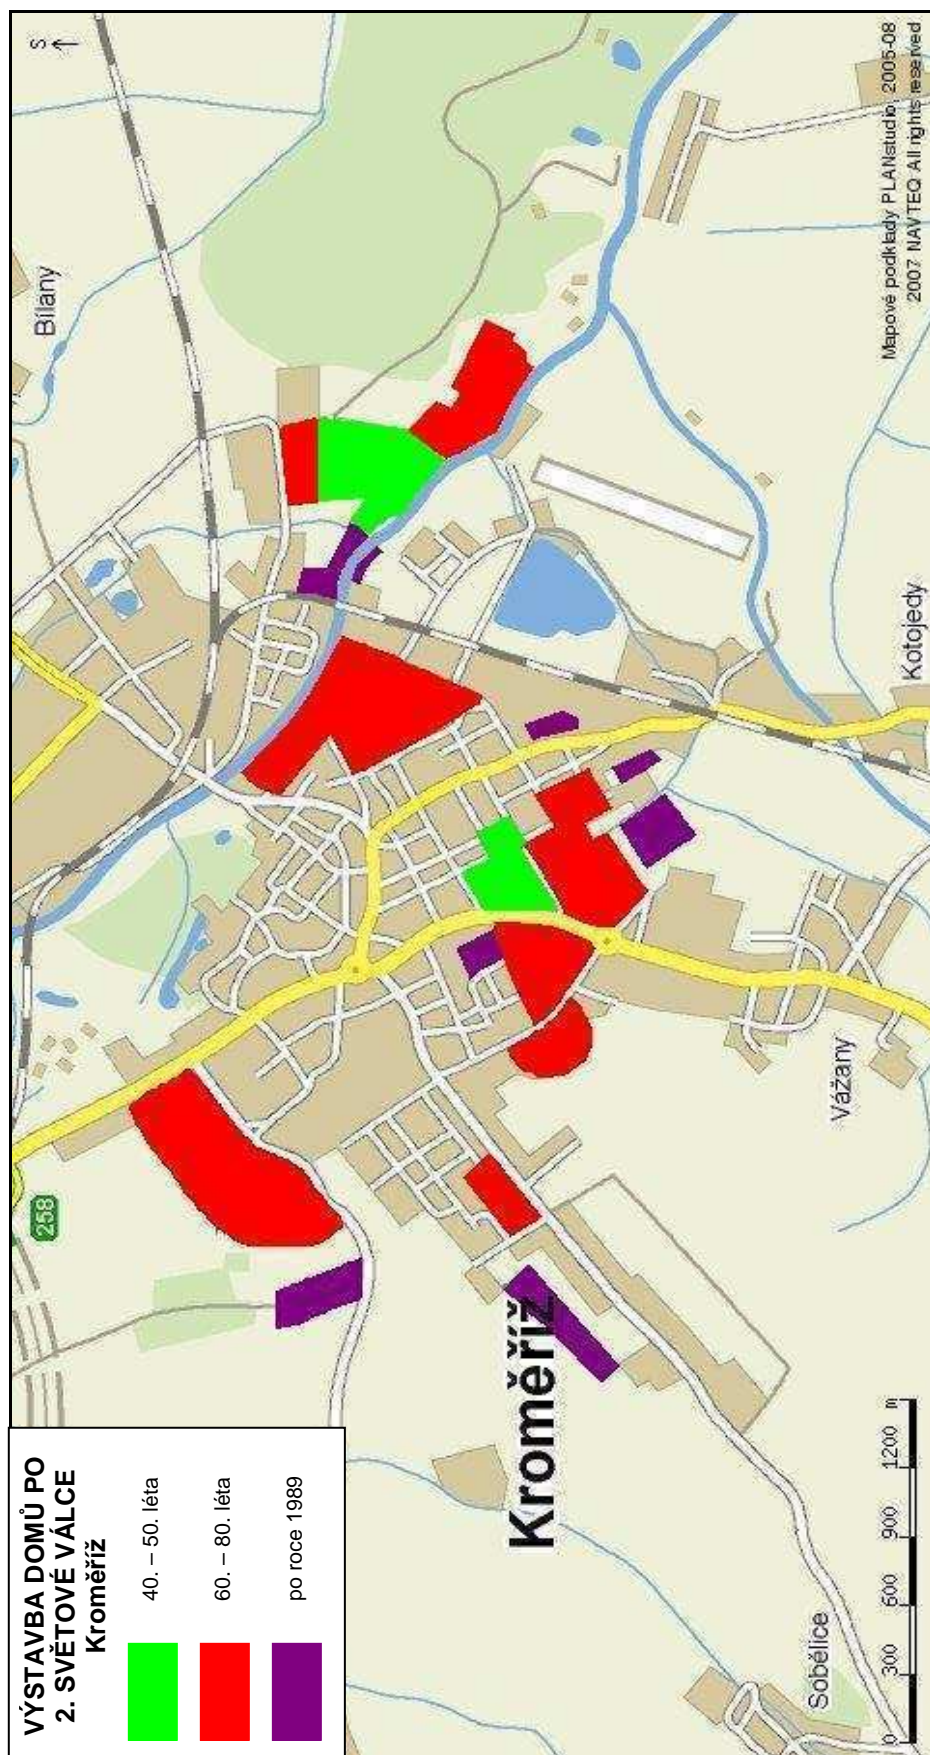 VÝSTAVBA DOMŮ PO
2. SVĚTOVÉ VÁLCE
Kroměříž
40. – 50. léta
60. – 80. léta
po roce 1989
258
S
Bílany
Kroměříž
Vážany
Kotojedy
Sobělice
0 300 600 900 1200 m
Mapové podklady PLANstudio, 2005-08
2007 NAVTEQ All rights reserved